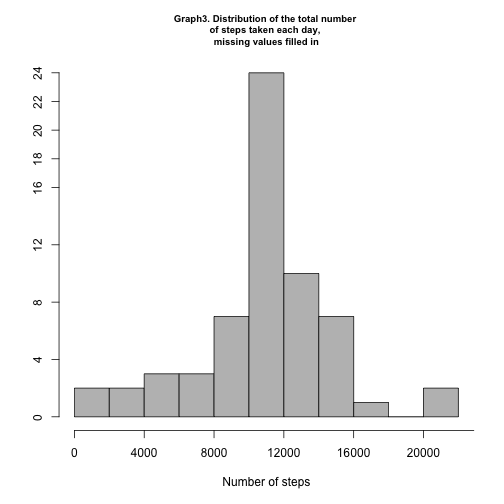 Graph3. Distribution of the total number
of steps taken each day,
missing values filled in
24
22
20
18
16
12
8
4
0
0 4000 8000 12000 16000 20000
Number of steps